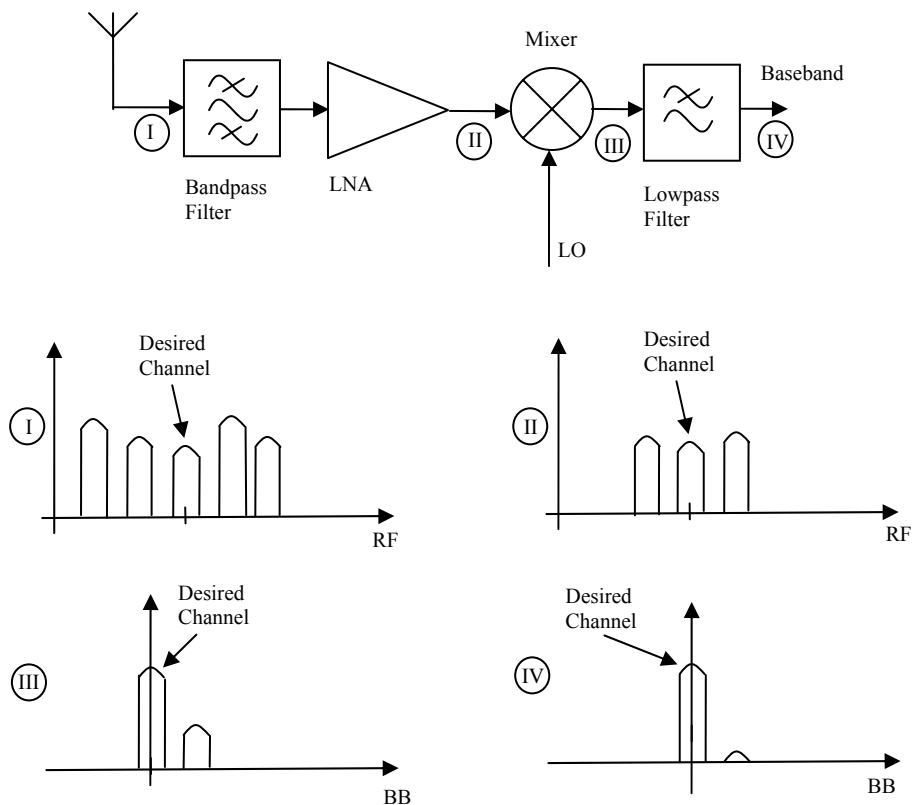 Mixer
Baseband
I
II
III
IV
Bandpass
Filter
LNA
Lowpass
Filter
LO
Desired
Channel
I
RF
Desired
Channel
II
RF
Desired
Channel
III
BB
Desired
Channel
IV
BB